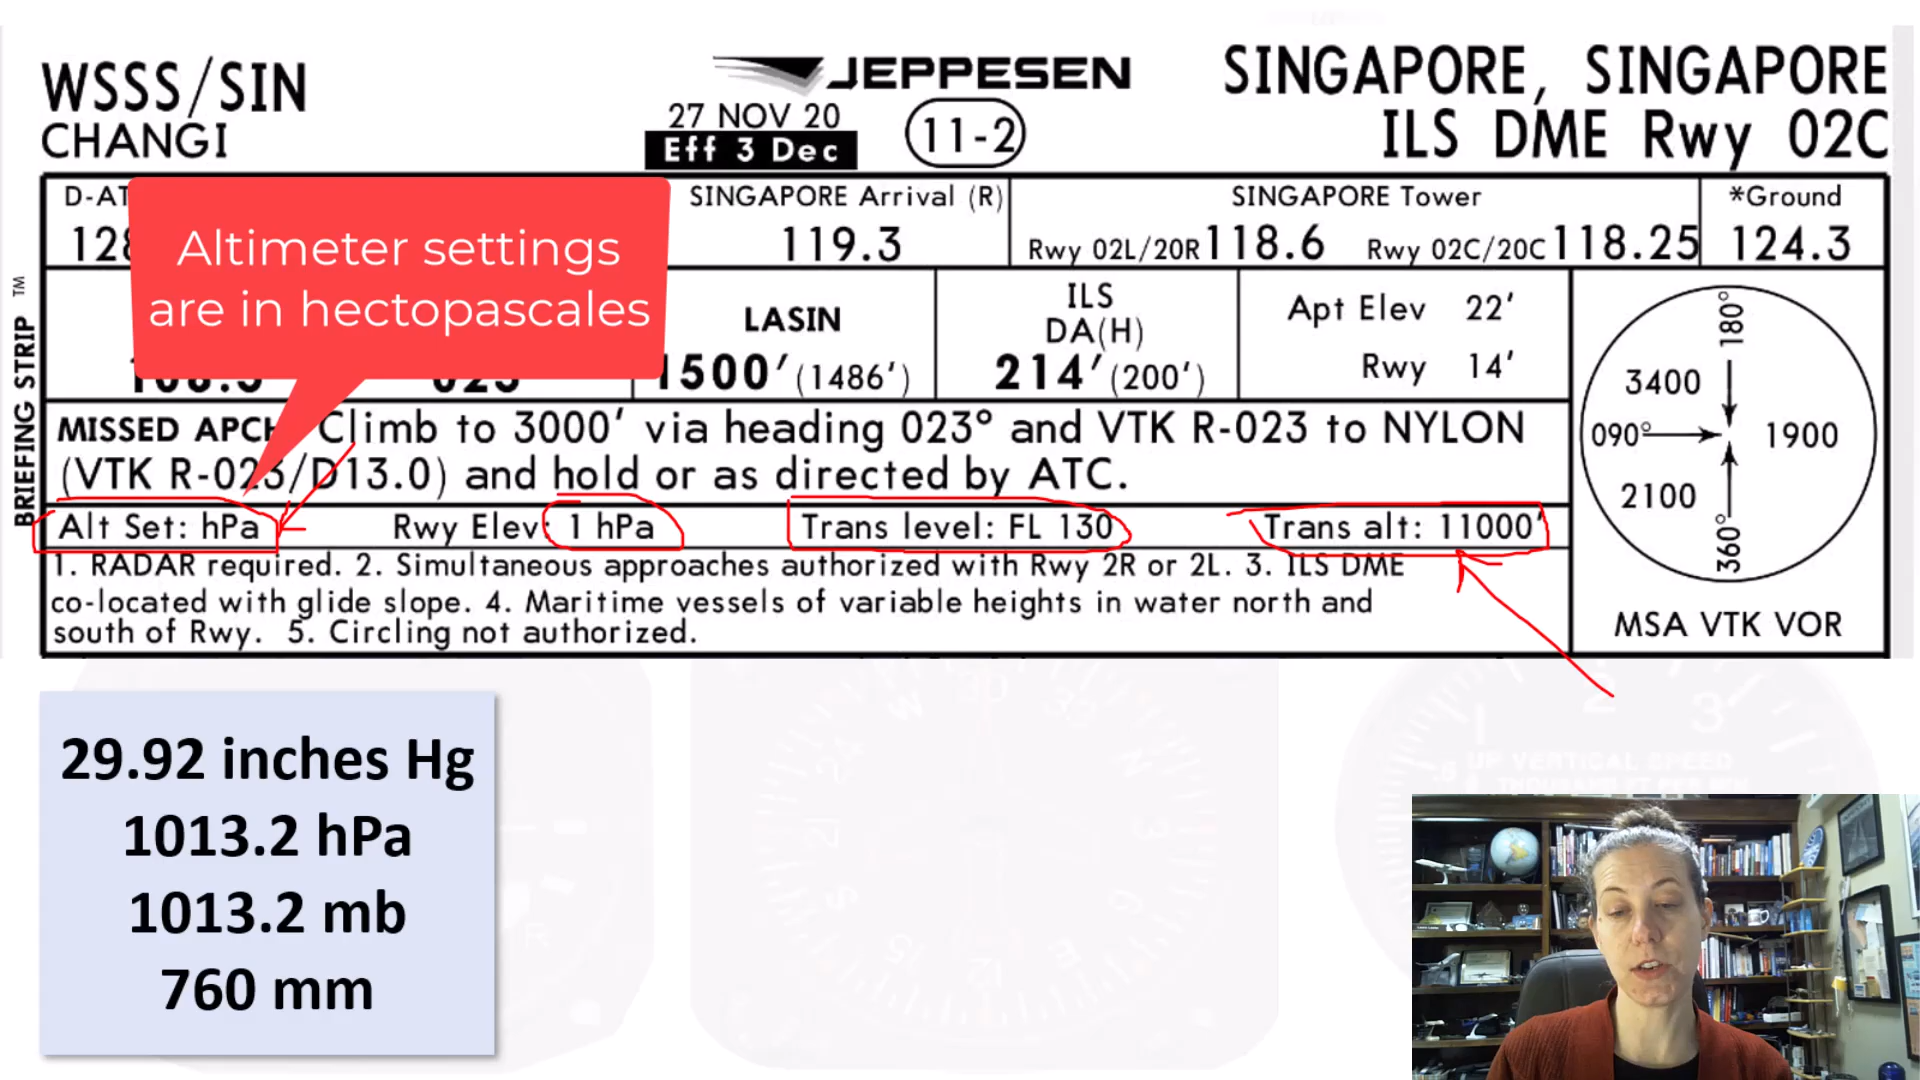 WSSS/SIN
CHANGI
JEPPESEN
27 NOV 20
Eff 3 Dec
11-2
SINGAPORE, SINGAPORE
ILS DME Rwy 02C
BRIEFING STRIP TM
SINGAPORE Arrival (R)
119.3
SINGAPORE Tower
Rwy 02L/20R 118.6 Rwy 02C/20C 118.25
*Ground
124.3
Altimeter settings
are in hectopascales
LASIN
1500' (1486')
ILS
DA(H)
214' (200')
Apt Elev 22'
Rwy 14'
MISSED APCH: Climb to 3000' via heading 023° and VTK R-023 to NYLON
(VTK R-023/D13.0) and hold or as directed by ATC.
Alt Set: hPa Rwy Elev: 1 hPa Trans level: FL 130 Trans alt: 11000'
1. RADAR required. 2. Simultaneous approaches authorized with Rwy 2R or 2L. 3. ILS DME
co-located with glide slope. 4. Maritime vessels of variable heights in water north and
south of Rwy. 5. Circling not authorized.
180°
3400
090°
1900
2100
360°
MSA VTK VOR
29.92 inches Hg
1013.2 hPa
1013.2 mb
760 mm
UP VERTICAL SPEED